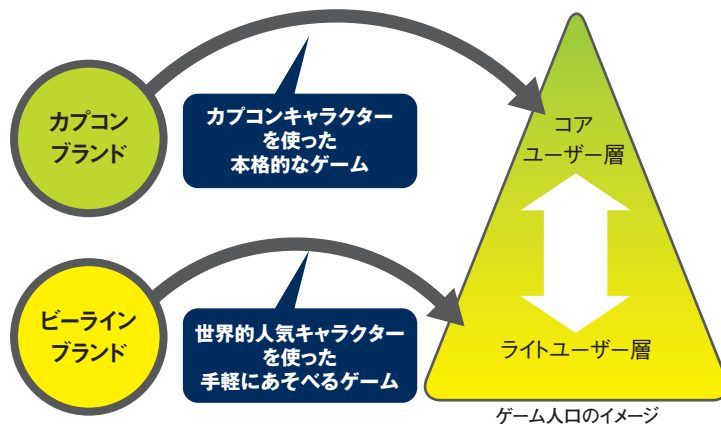 カプコン
ブランド
カプコンキャラクター
を使った
本格的なゲーム
コア
ユーザー層
ビーライン
ブランド
世界的人気キャラクター
を使った
手軽にあそべるゲーム
ライトユーザー層
ゲーム人口のイメージ